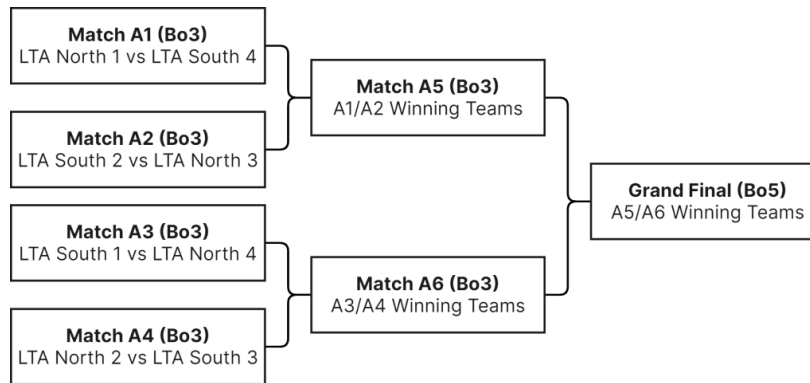 Match A1 (Bo3)
LTA North 1 vs LTA South 4
Match A2 (Bo3)
LTA South 2 vs LTA North 3
Match A3 (Bo3)
LTA South 1 vs LTA North 4
Match A4 (Bo3)
LTA North 2 vs LTA South 3
Match A5 (Bo3)
A1/A2 Winning Teams
Match A6 (Bo3)
A3/A4 Winning Teams
Grand Final (Bo5)
A5/A6 Winning Teams